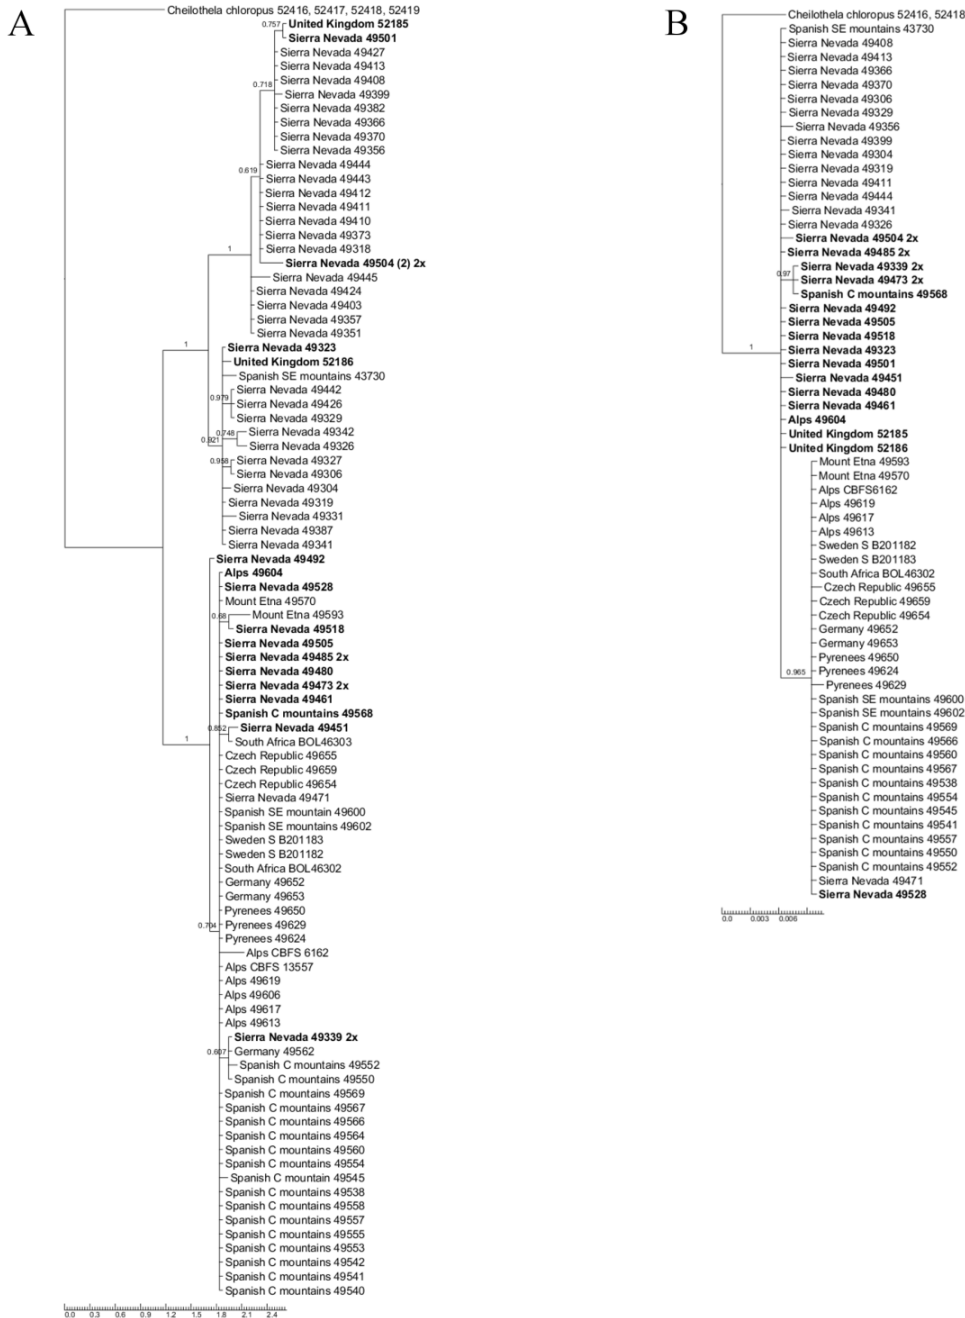 A
Cheilothela chloropus 52416, 52417, 52418, 52419
0.757
United Kingdom 52185
Sierra Nevada 49501
Sierra Nevada 49427
Sierra Nevada 49413
0.718
Sierra Nevada 49408
Sierra Nevada 49399
Sierra Nevada 49382
Sierra Nevada 49366
Sierra Nevada 49370
Sierra Nevada 49356
Sierra Nevada 49444
0.619
Sierra Nevada 49443
Sierra Nevada 49412
Sierra Nevada 49411
Sierra Nevada 49410
Sierra Nevada 49373
1
Sierra Nevada 49318
Sierra Nevada 49504 (2) 2x
Sierra Nevada 49445
Sierra Nevada 49424
Sierra Nevada 49403
Sierra Nevada 49357
Sierra Nevada 49351
1
Sierra Nevada 49323
United Kingdom 52186
Spanish SE mountains 43730
Sierra Nevada 49442
0.979
Sierra Nevada 49426
Sierra Nevada 49329
0.748
Sierra Nevada 49342
0.921
Sierra Nevada 49326
0.958
Sierra Nevada 49327
Sierra Nevada 49306
Sierra Nevada 49304
Sierra Nevada 49319
Sierra Nevada 49331
Sierra Nevada 49387
Sierra Nevada 49341
Sierra Nevada 49492
Alps 49604
Sierra Nevada 49528
Mount Etna 49570
0.68
Mount Etna 49593
Sierra Nevada 49518
Sierra Nevada 49505
Sierra Nevada 49485 2x
Sierra Nevada 49480
Sierra Nevada 49473 2x
Sierra Nevada 49461
Spanish C mountains 49568
0.852
Sierra Nevada 49451
1
South Africa BOL46303
Czech Republic 49655
Czech Republic 49659
Czech Republic 49654
Sierra Nevada 49471
Spanish SE mountain 49600
Spanish SE mountains 49602
Sweden S B201183
Sweden S B201182
South Africa BOL46302
Germany 49652
Germany 49653
Pyrenees 49650
0.704
Pyrenees 49629
Pyrenees 49624
Alps CBFS 6162
Alps CBFS 13557
Alps 49619
Alps 49606
Alps 49617
Alps 49613
Sierra Nevada 49339 2x
0.607
Germany 49562
Spanish C mountains 49552
Spanish C mountains 49550
Spanish C mountains 49569
Spanish C mountains 49567
Spanish C mountains 49566
Spanish C mountains 49564
Spanish C mountains 49560
Spanish C mountains 49554
Spanish C mountain 49545
Spanish C mountains 49538
Spanish C mountains 49558
Spanish C mountains 49557
Spanish C mountains 49555
Spanish C mountains 49553
Spanish C mountains 49542
Spanish C mountains 49541
Spanish C mountains 49540
0.0 0.3 0.6 0.9 1.2 1.5 1.8 2.1 2.4
B
Cheilothela chloropus 52416, 52418
Spanish SE mountains 43730
Sierra Nevada 49408
Sierra Nevada 49413
Sierra Nevada 49366
Sierra Nevada 49370
Sierra Nevada 49306
Sierra Nevada 49329
Sierra Nevada 49356
Sierra Nevada 49399
Sierra Nevada 49304
Sierra Nevada 49319
Sierra Nevada 49411
Sierra Nevada 49444
Sierra Nevada 49341
Sierra Nevada 49326
Sierra Nevada 49504 2x
Sierra Nevada 49485 2x
0.97
Sierra Nevada 49339 2x
Sierra Nevada 49473 2x
Spanish C mountains 49568
Sierra Nevada 49492
Sierra Nevada 49505
Sierra Nevada 49518
1
Sierra Nevada 49323
Sierra Nevada 49501
Sierra Nevada 49451
Sierra Nevada 49480
Sierra Nevada 49461
Alps 49604
United Kingdom 52185
United Kingdom 52186
Mount Etna 49593
Mount Etna 49570
Alps CBFS6162
Alps 49619
Alps 49617
Alps 49613
Sweden S B201182
Sweden S B201183
South Africa BOL46302
Czech Republic 49655
Czech Republic 49659
Czech Republic 49654
Germany 49652
Germany 49653
Pyrenees 49650
0.965
Pyrenees 49624
Pyrenees 49629
Spanish SE mountains 49600
Spanish SE mountains 49602
Spanish C mountains 49569
Spanish C mountains 49566
Spanish C mountains 49560
Spanish C mountains 49567
Spanish C mountains 49538
Spanish C mountains 49554
Spanish C mountains 49545
Spanish C mountains 49541
Spanish C mountains 49557
Spanish C mountains 49550
Spanish C mountains 49552
Sierra Nevada 49471
Sierra Nevada 49528
0.0 0.003 0.006